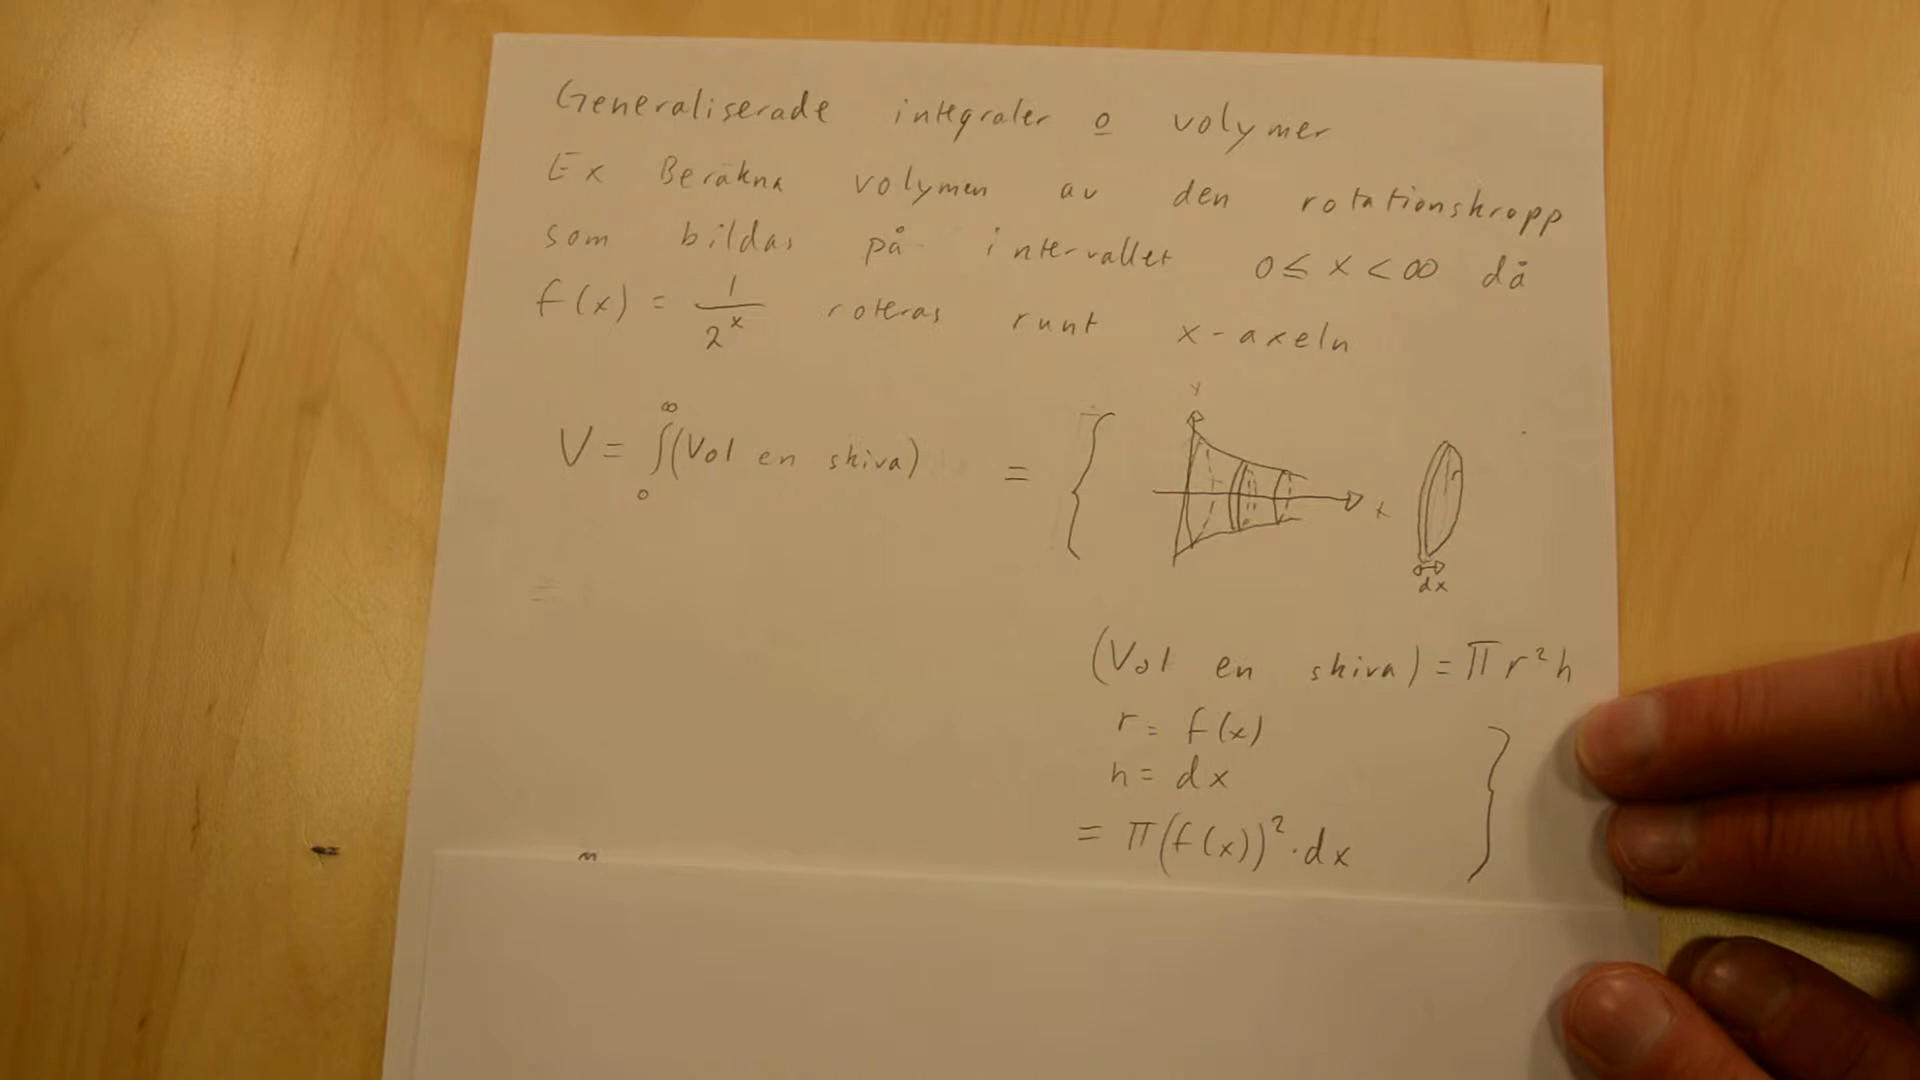 Generaliserade integraler o volymer
Ex Beräkna volymen av den rotationskropp
som bildas på intervallet 0 ≤ x < ∞ då
f(x) = 1/2^x roteras runt x-axeln
V = ∫₀^∞ (Vol en skiva) = {
y
x
dx
(Vol en skiva) = πr²h
r = f(x)
h = dx
= π(f(x))²·dx }